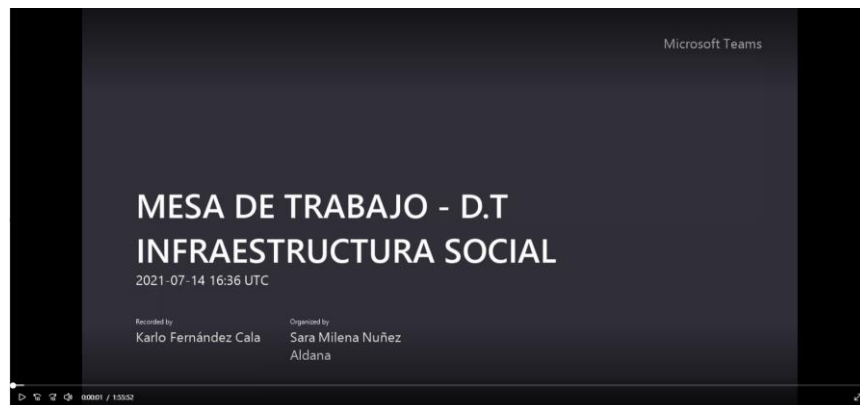 Microsoft Teams
MESA DE TRABAJO - D.T
INFRAESTRUCTURA SOCIAL
2021-07-14 16:36 UTC
Recorded by
Organized by
Karlo Fernández Cala
Sara Milena Nuñez
Aldana
0:00:01 / 1:55:52